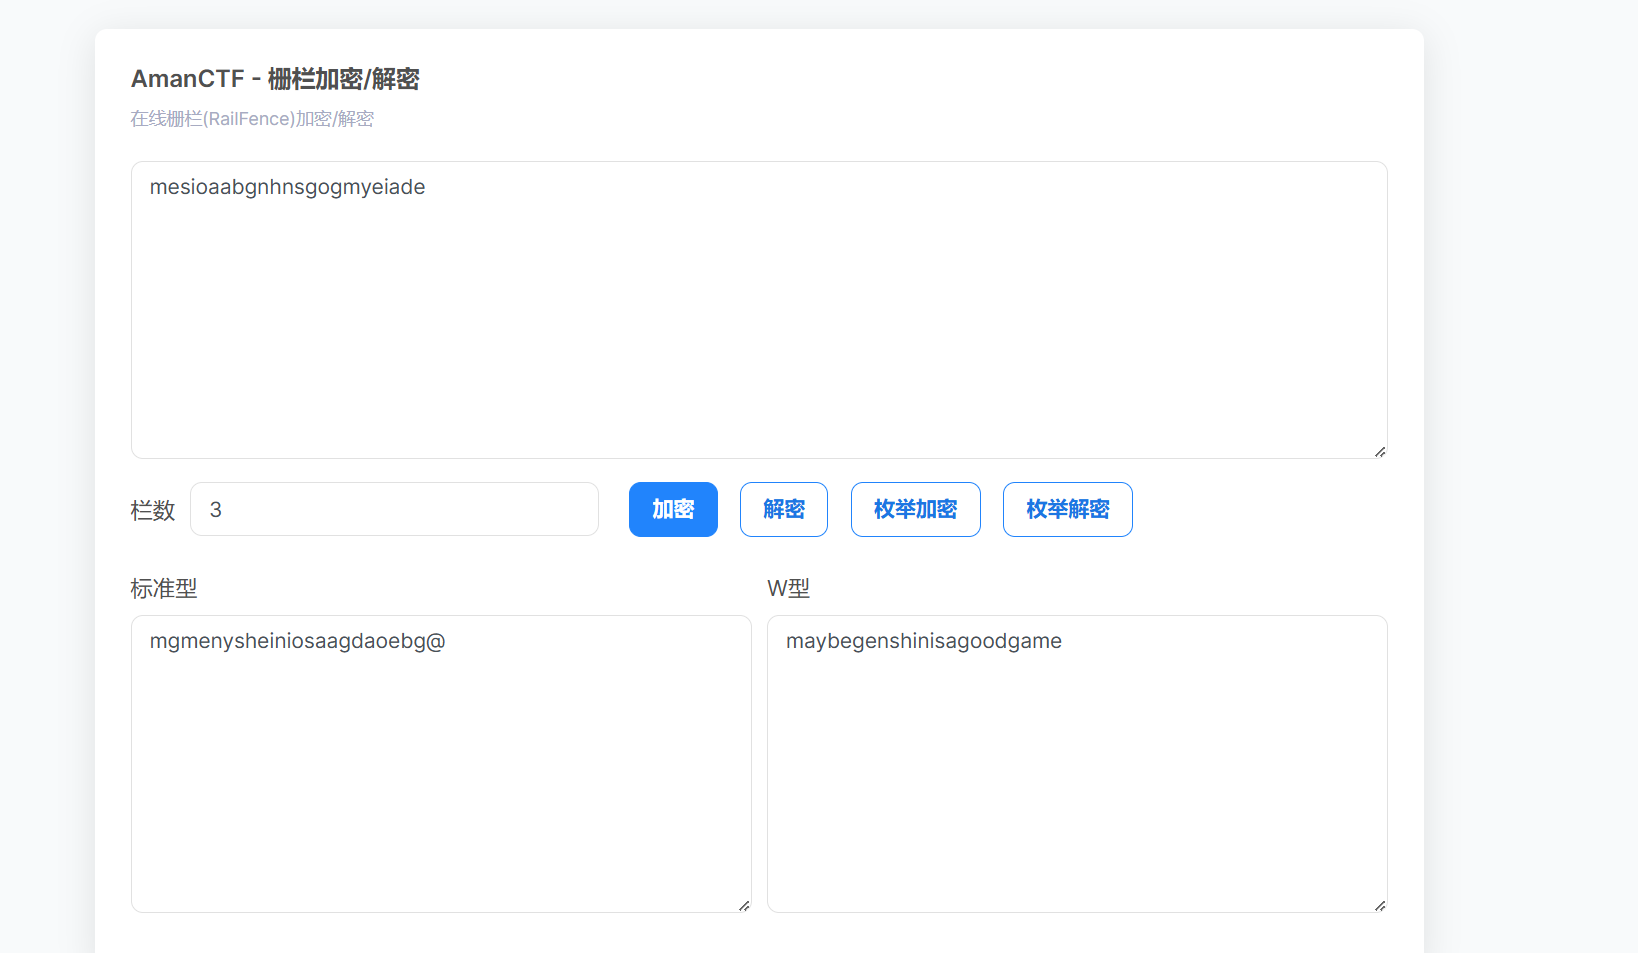 AmanCTF - 栅栏加密/解密
在线栅栏(RailFence)加密/解密
mesioaabgnhnsgogmyeiade
栏数 3 加密 解密 枚举加密 枚举解密
标准型 W型
mgmenysheiniosaagdaoebg@ maybegenshinisagoodgame